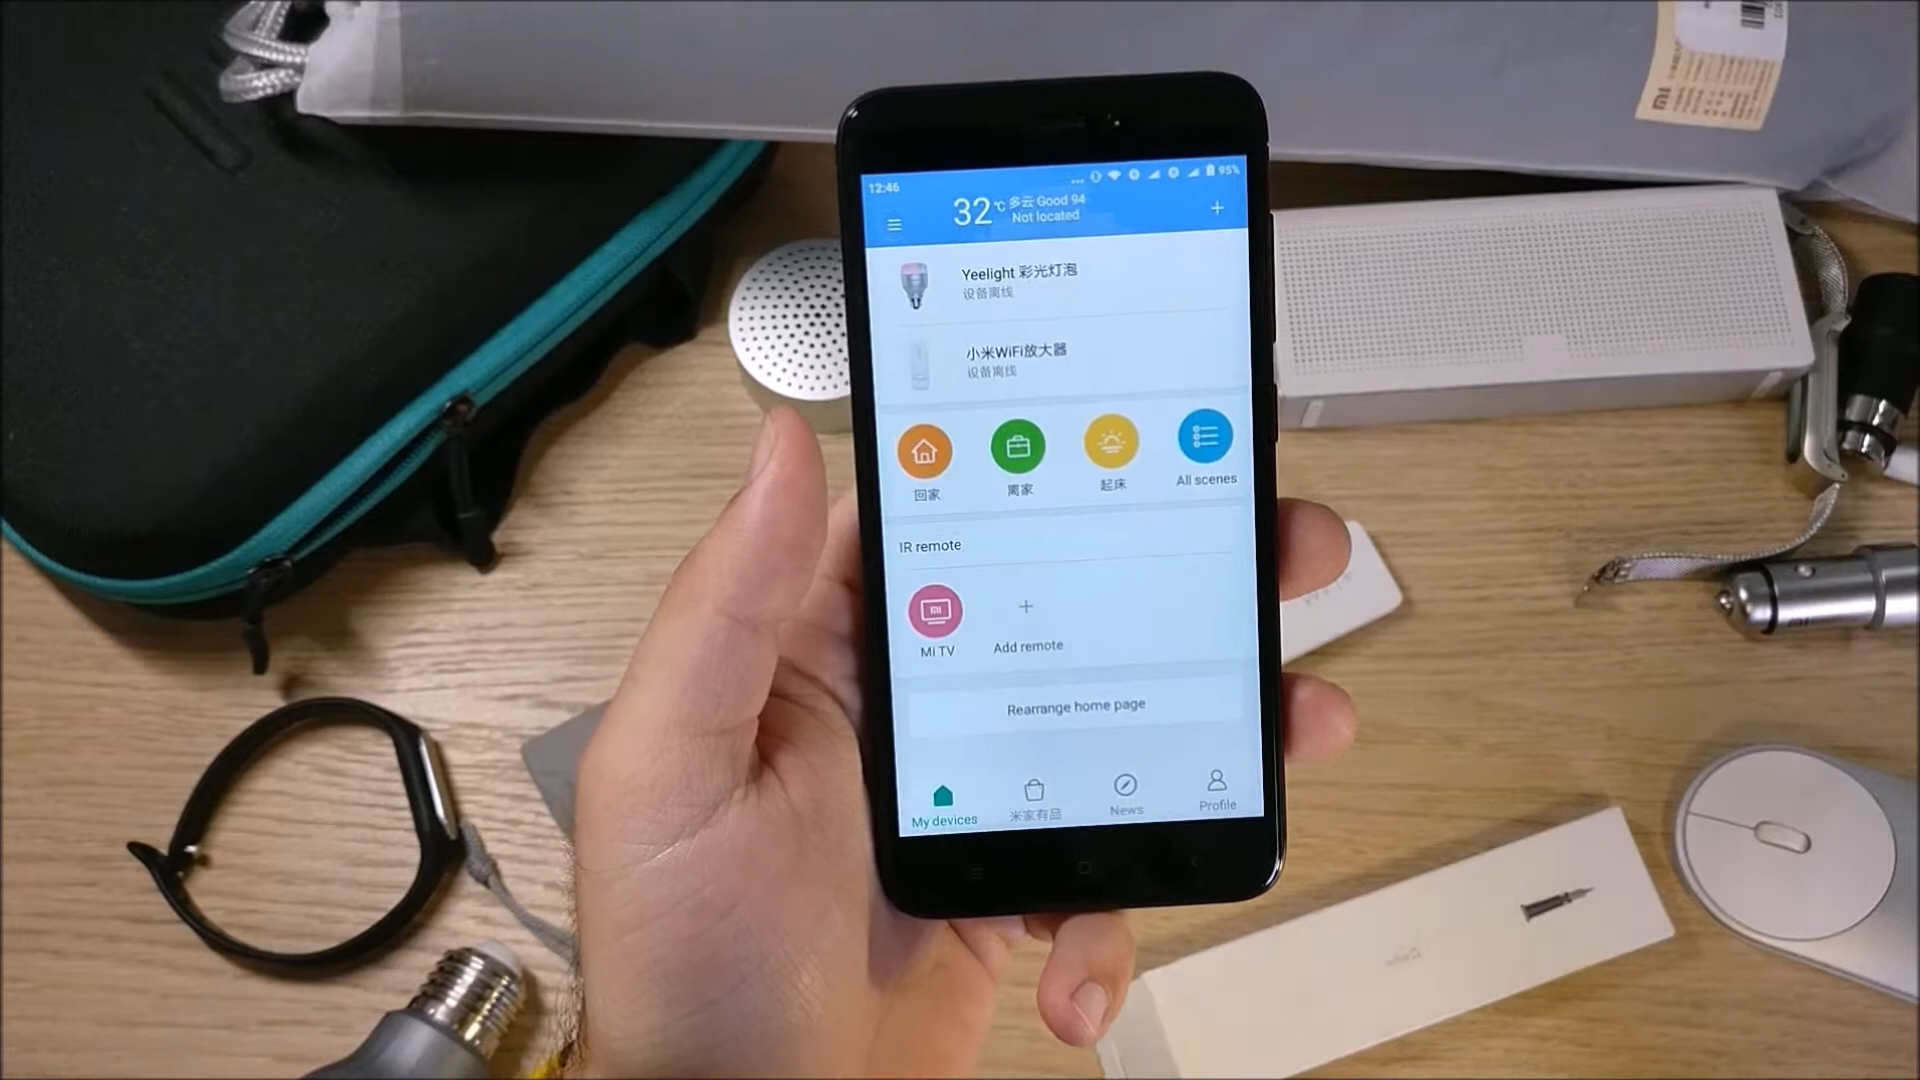 12:46
95%
32℃ 多云 Good 94
Not located
Yeelight 彩光灯泡
设备离线
小米WiFi放大器
设备离线
回家
离家
起床
All scenes
IR remote
Mi TV
Add remote
Rearrange home page
My devices
米家有品
News
Profile